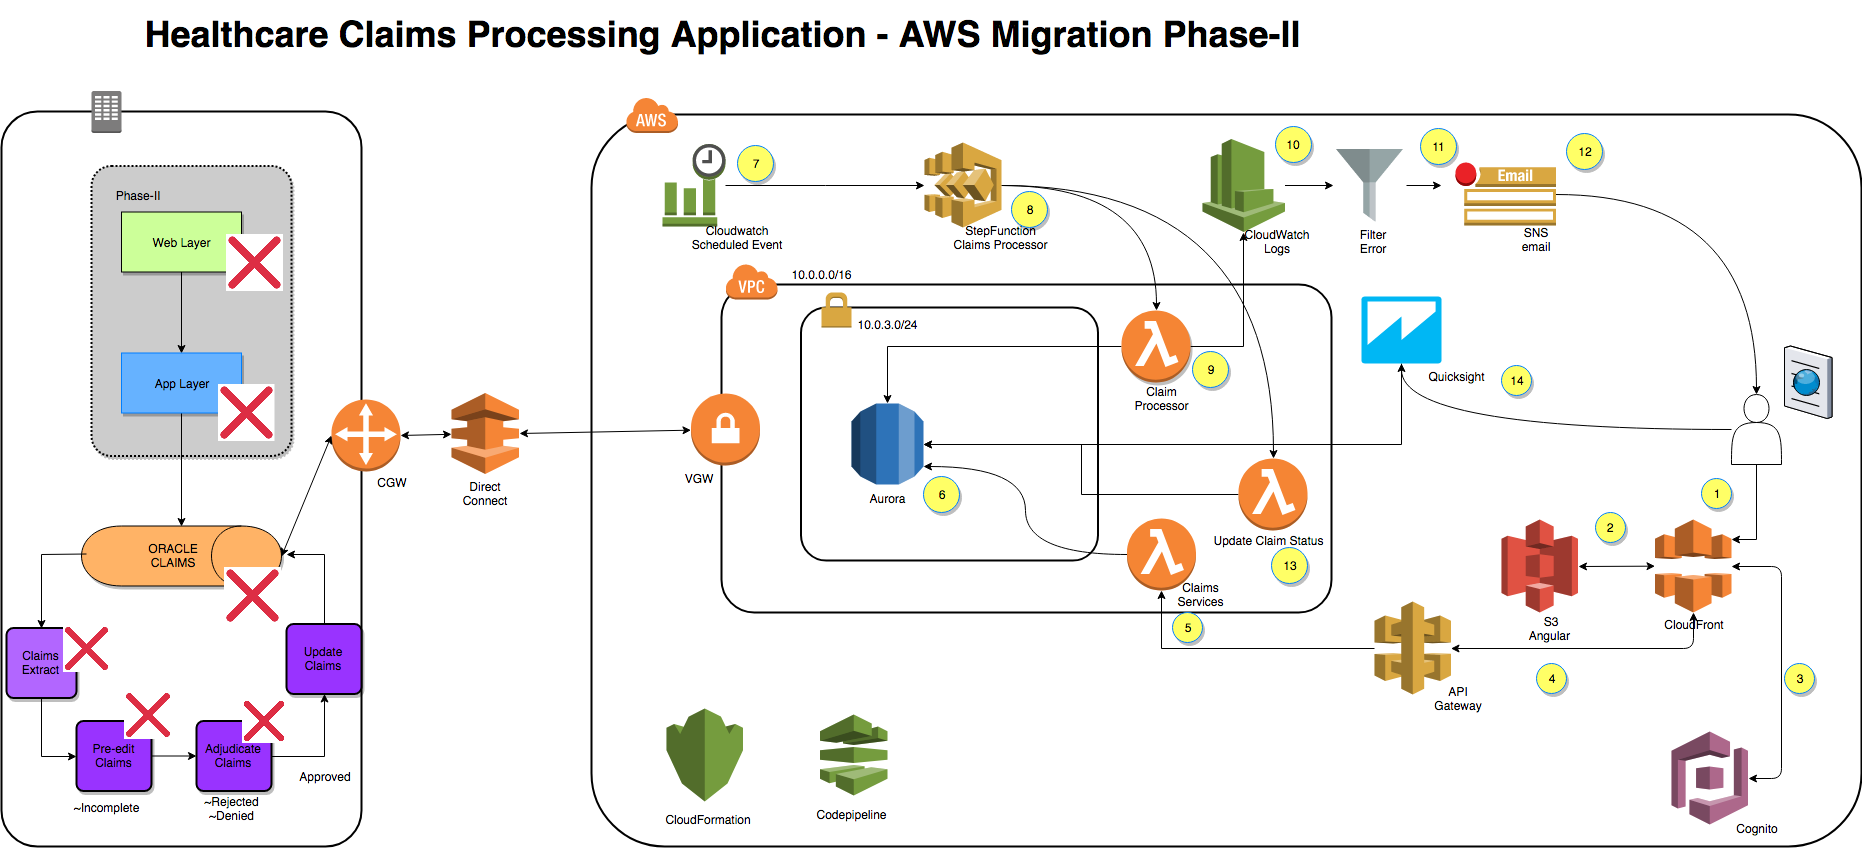 Healthcare Claims Processing Application - AWS Migration Phase-II
Phase-II
Web Layer
App Layer
ORACLE
CLAIMS
Claims
Extract
Update
Claims
Pre-edit
Claims
Adjudicate
Claims
Approved
~Incomplete
~Rejected
~Denied
CGW
Direct
Connect
AWS
7
Cloudwatch
Scheduled Event
8
StepFunction
Claims Processor
10
CloudWatch
Logs
Filter
Error
11
Email
12
SNS
email
VPC
10.0.0.0/16
10.0.3.0/24
VGW
9
Claim
Processor
Aurora
6
Update Claim Status
13
Claims
Services
5
Quicksight
14
1
2
S3
Angular
CloudFront
API
Gateway
4
3
Cognito
CloudFormation
Codepipeline